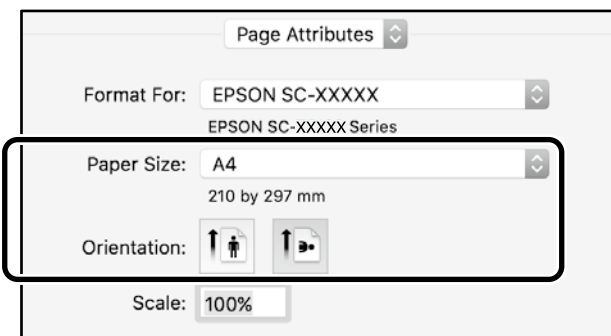 Page Attributes
Format For: EPSON SC-XXXXX
EPSON SC-XXXXX Series
Paper Size: A4
210 by 297 mm
Orientation:
Scale: 100%